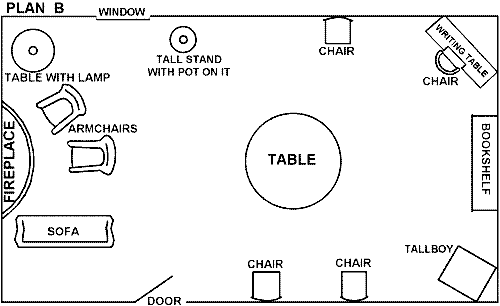 PLAN B
WINDOW
CHAIR
WRITING TABLE
TALL STAND
WITH POT ON IT
TABLE WITH LAMP
CHAIR
ARMCHAIRS
FIREPLACE
TABLE
BOOKSHELF
SOFA
TALLBOY
CHAIR
CHAIR
DOOR